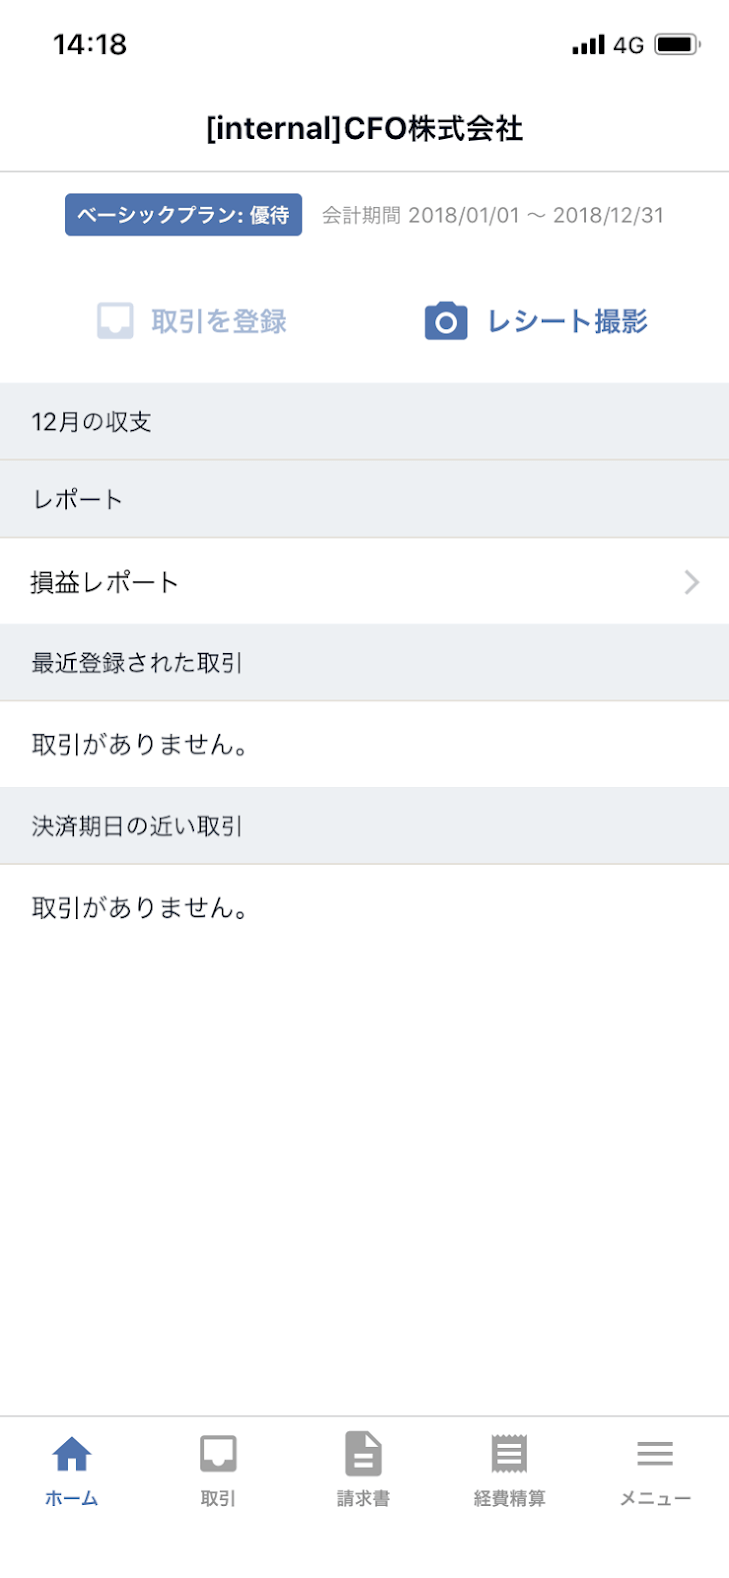 14:18
4G
[internal]CFO株式会社
ベーシックプラン: 優待 会計期間 2018/01/01 ～ 2018/12/31
取引を登録 レシート撮影
12月の収支
レポート
損益レポート
最近登録された取引
取引がありません。
決済期日の近い取引
取引がありません。
ホーム 取引 請求書 経費精算 メニュー